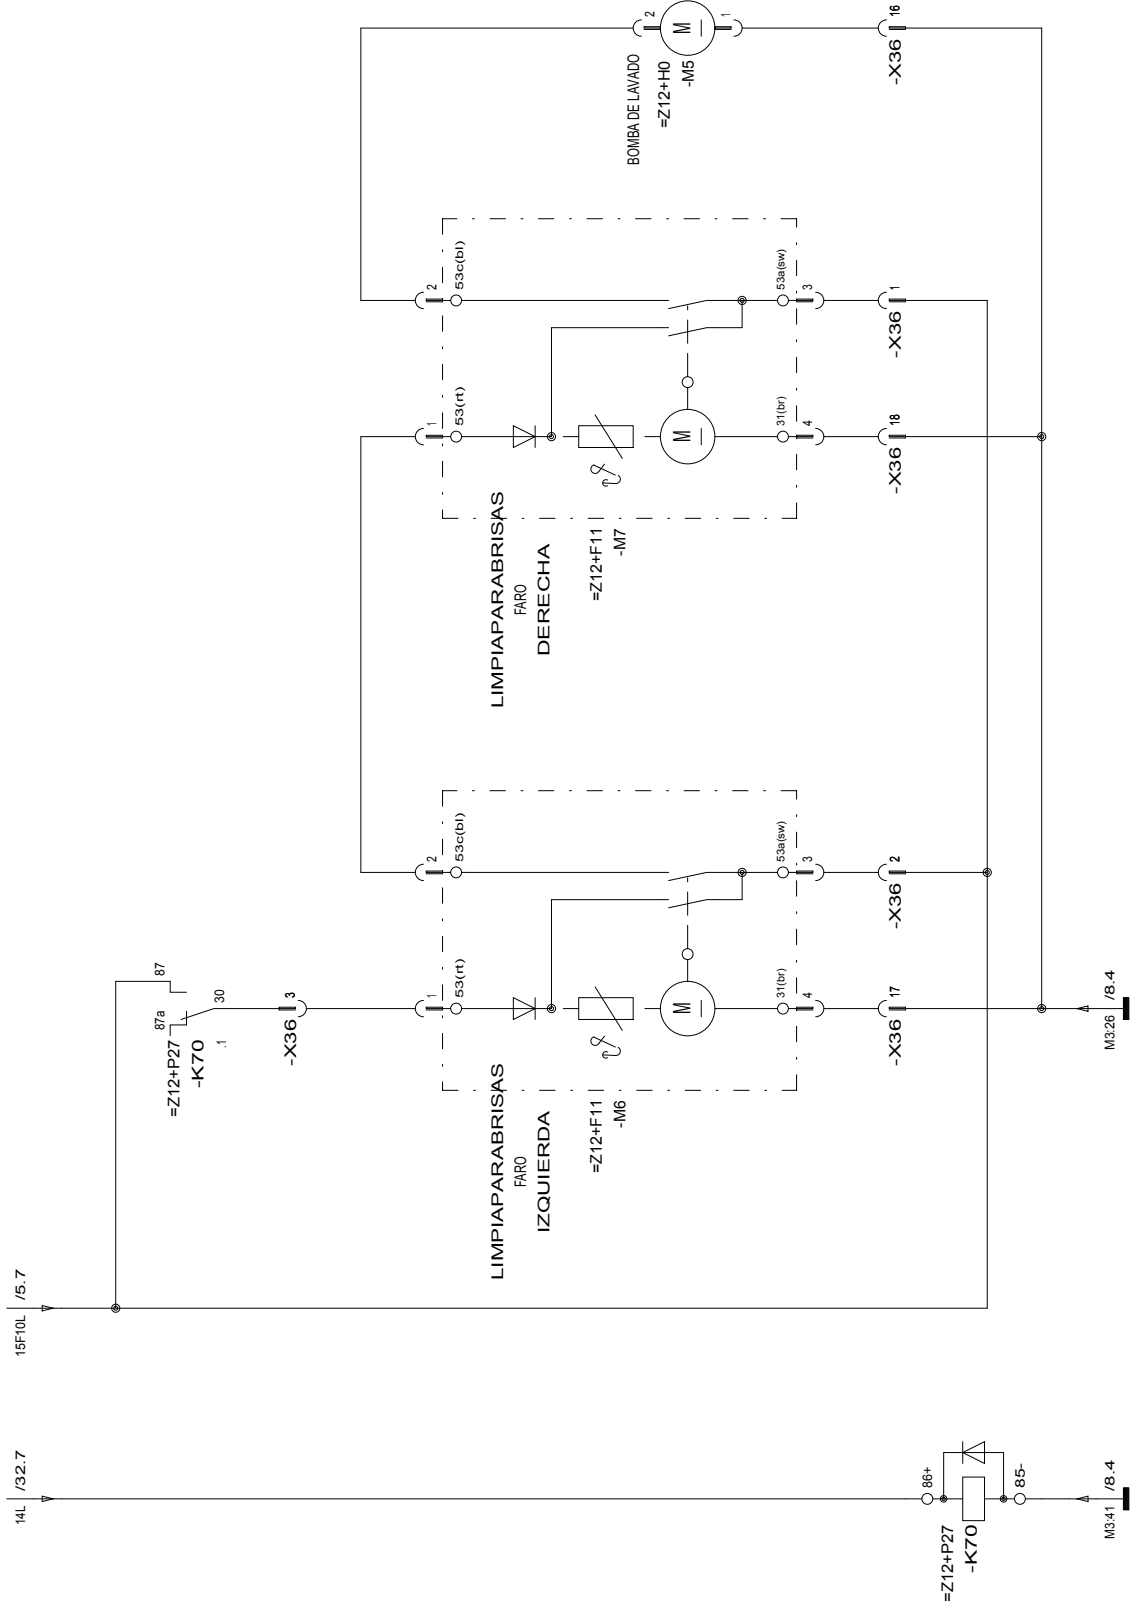 14L /32.7
15F10L /5.7
87
87a
30
=Z12+P27
-K70
.1
-X36 3
1
53(rt)
2
53c(bl)
LIMPIAPARABRISAS
FARO
IZQUIERDA
=Z12+F11
-M6
M
31(br)
4
53a(sw)
3
-X36 17
-X36 2
1
53(rt)
2
53c(bl)
LIMPIAPARABRISAS
FARO
DERECHA
=Z12+F11
-M7
M
31(br)
4
53a(sw)
3
-X36 18
-X36 1
BOMBA DE LAVADO
=Z12+H0
-M5
2
M
1
-X36 16
=Z12+P27
-K70
86+
85-
M3:41 /8.4
M3:26 /8.4